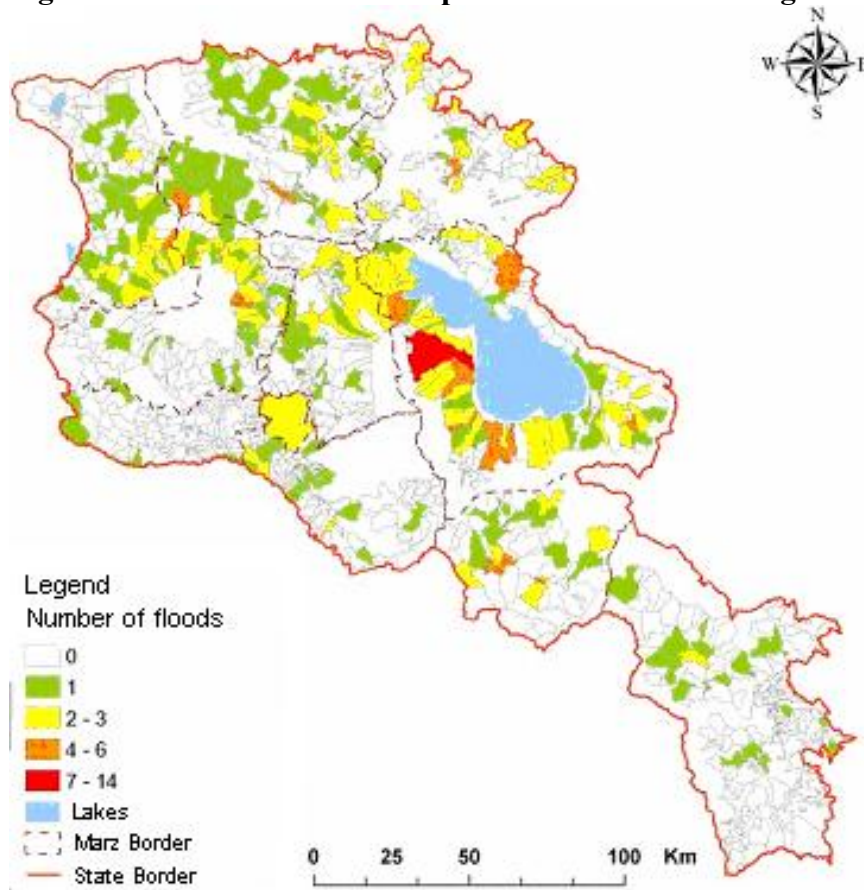 N
W
S
Legend
Number of floods
0
1
2 - 3
4 - 6
7 - 14
Lakes
Marz Border
State Border
0 25 50 100 Km